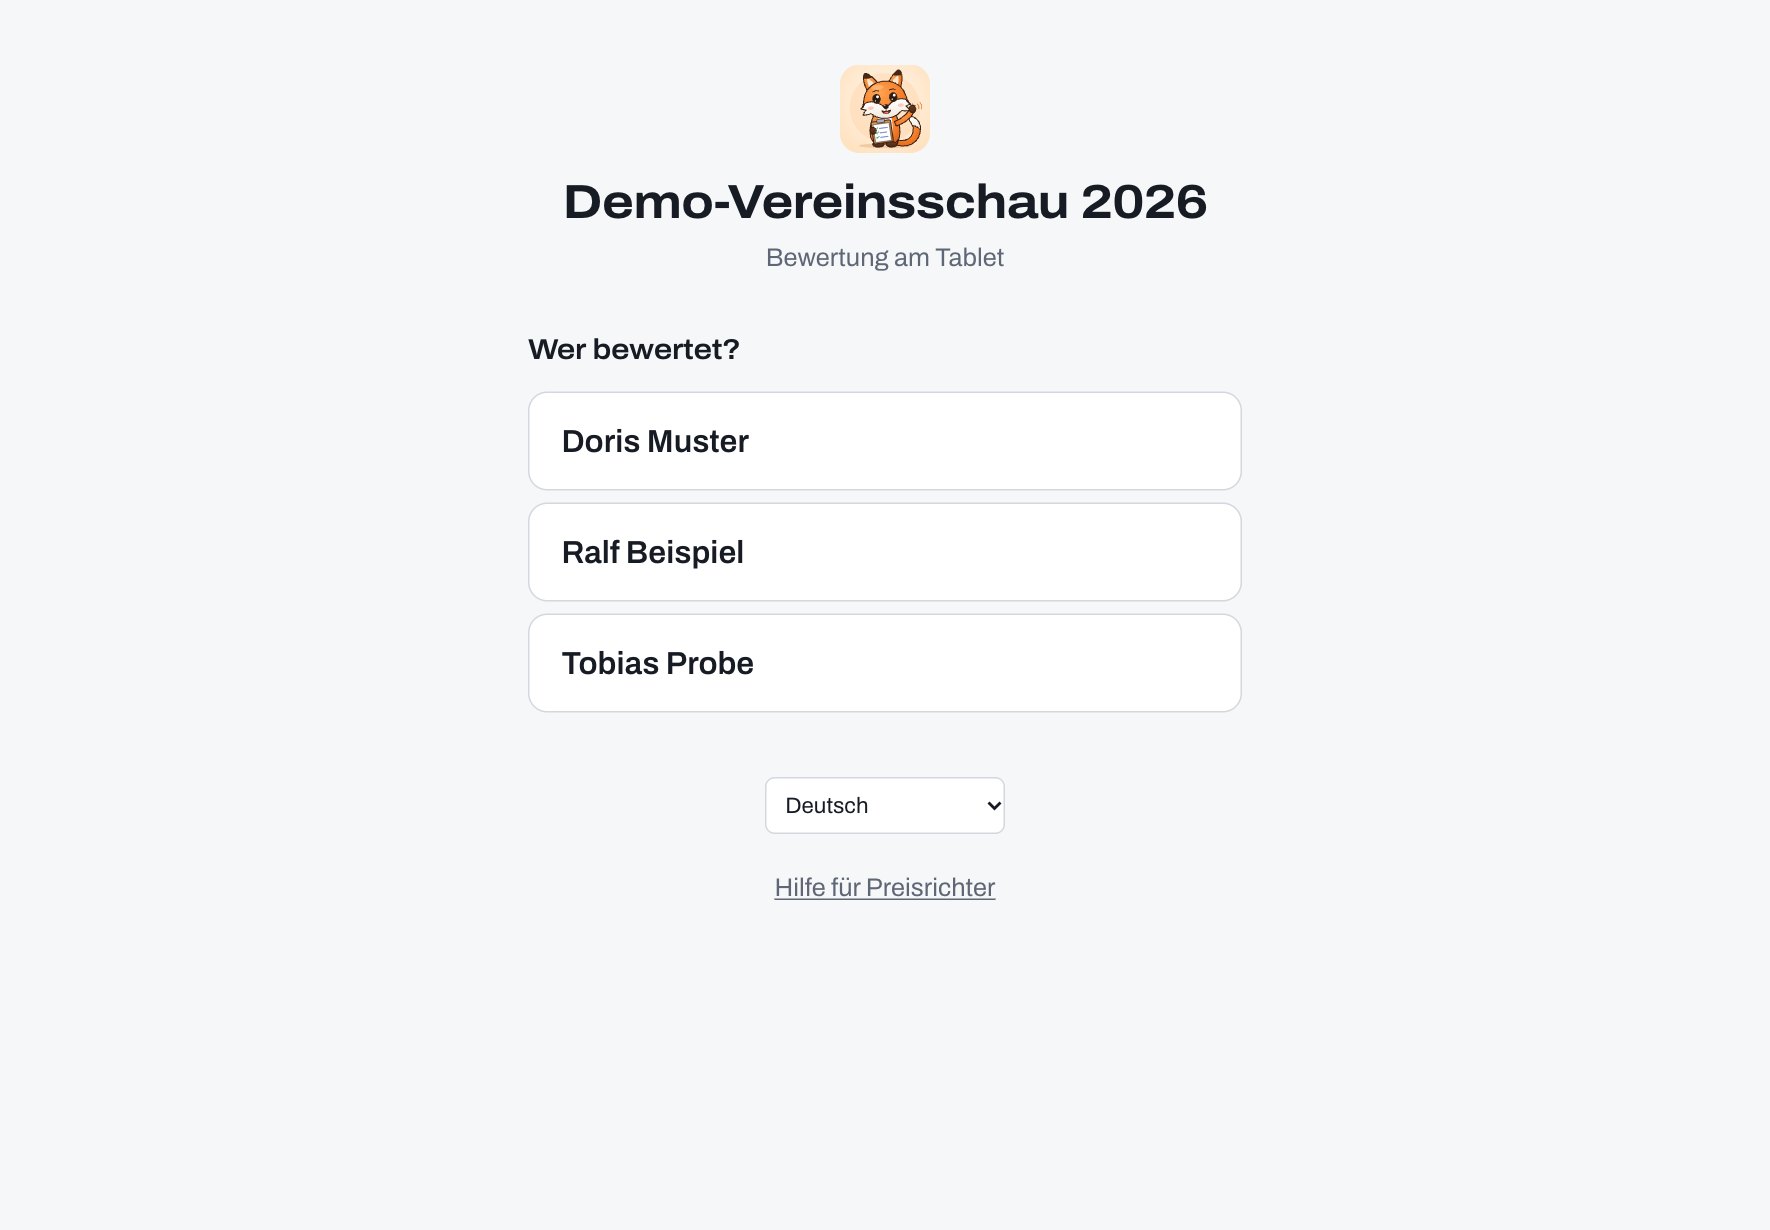 Demo-Vereinsschau 2026
Bewertung am Tablet
Wer bewertet?
Doris Muster
Ralf Beispiel
Tobias Probe
Deutsch
Hilfe für Preisrichter